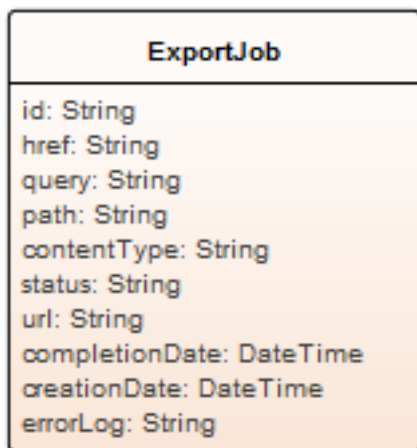 ExportJob
id: String
href: String
query: String
path: String
contentType: String
status: String
url: String
completionDate: DateTime
creationDate: DateTime
errorLog: String